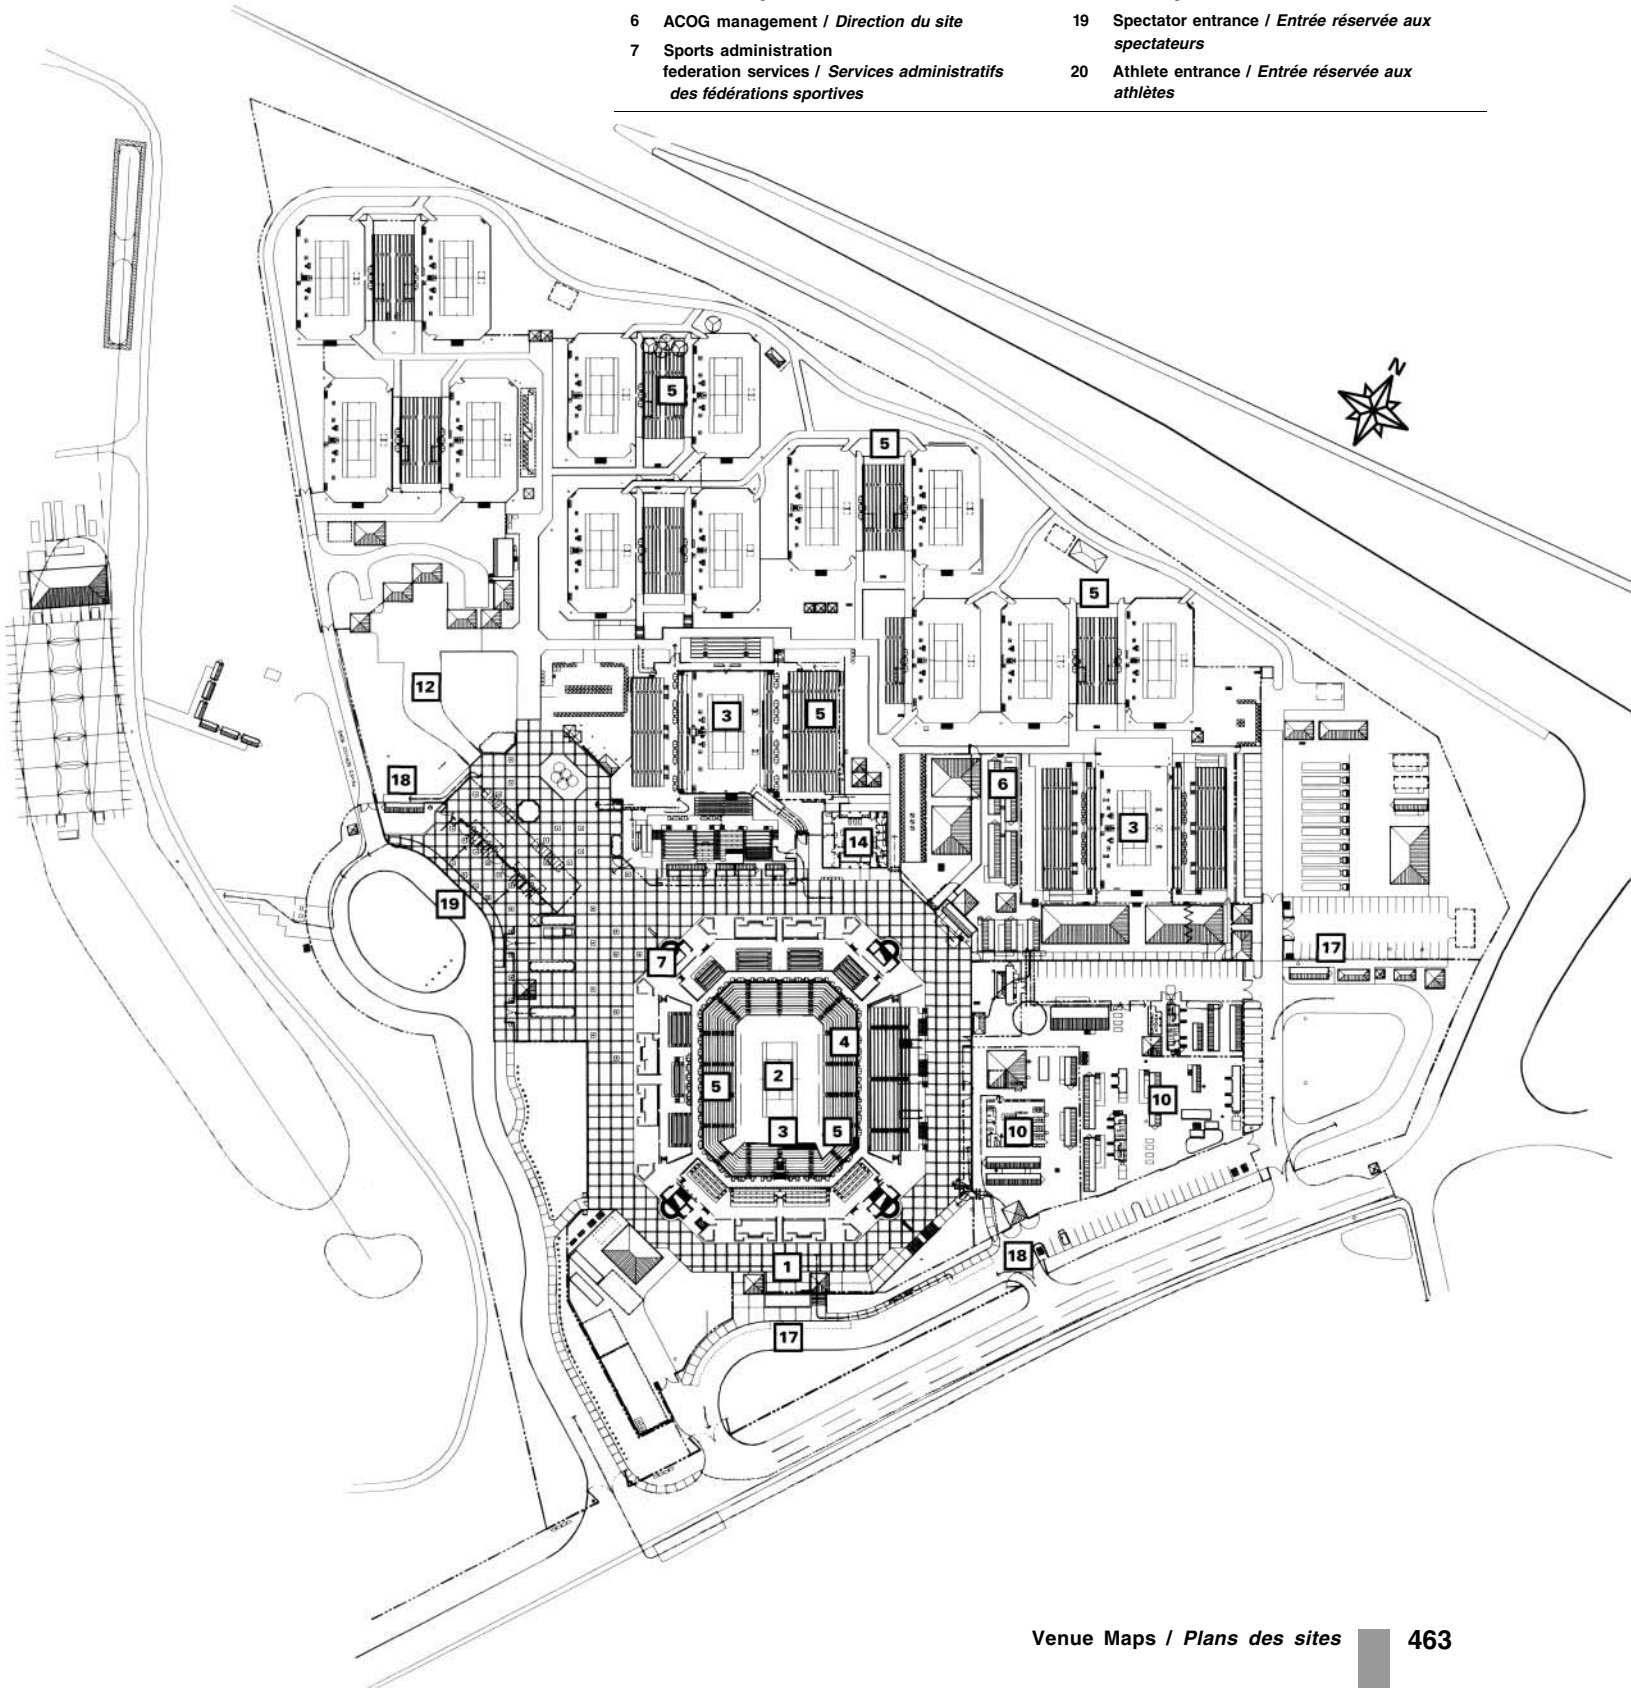 6 ACOG management / Direction du site
7 Sports administration
federation services / Services administratifs
des fédérations sportives
19 Spectator entrance / Entrée réservée aux
spectateurs
20 Athlete entrance / Entrée réservée aux
athlètes
N
5
5
5
12
3
5
18
6
3
14
19
7
17
4
5
2
10
10
3
5
18
1
17
Venue Maps / Plans des sites 463